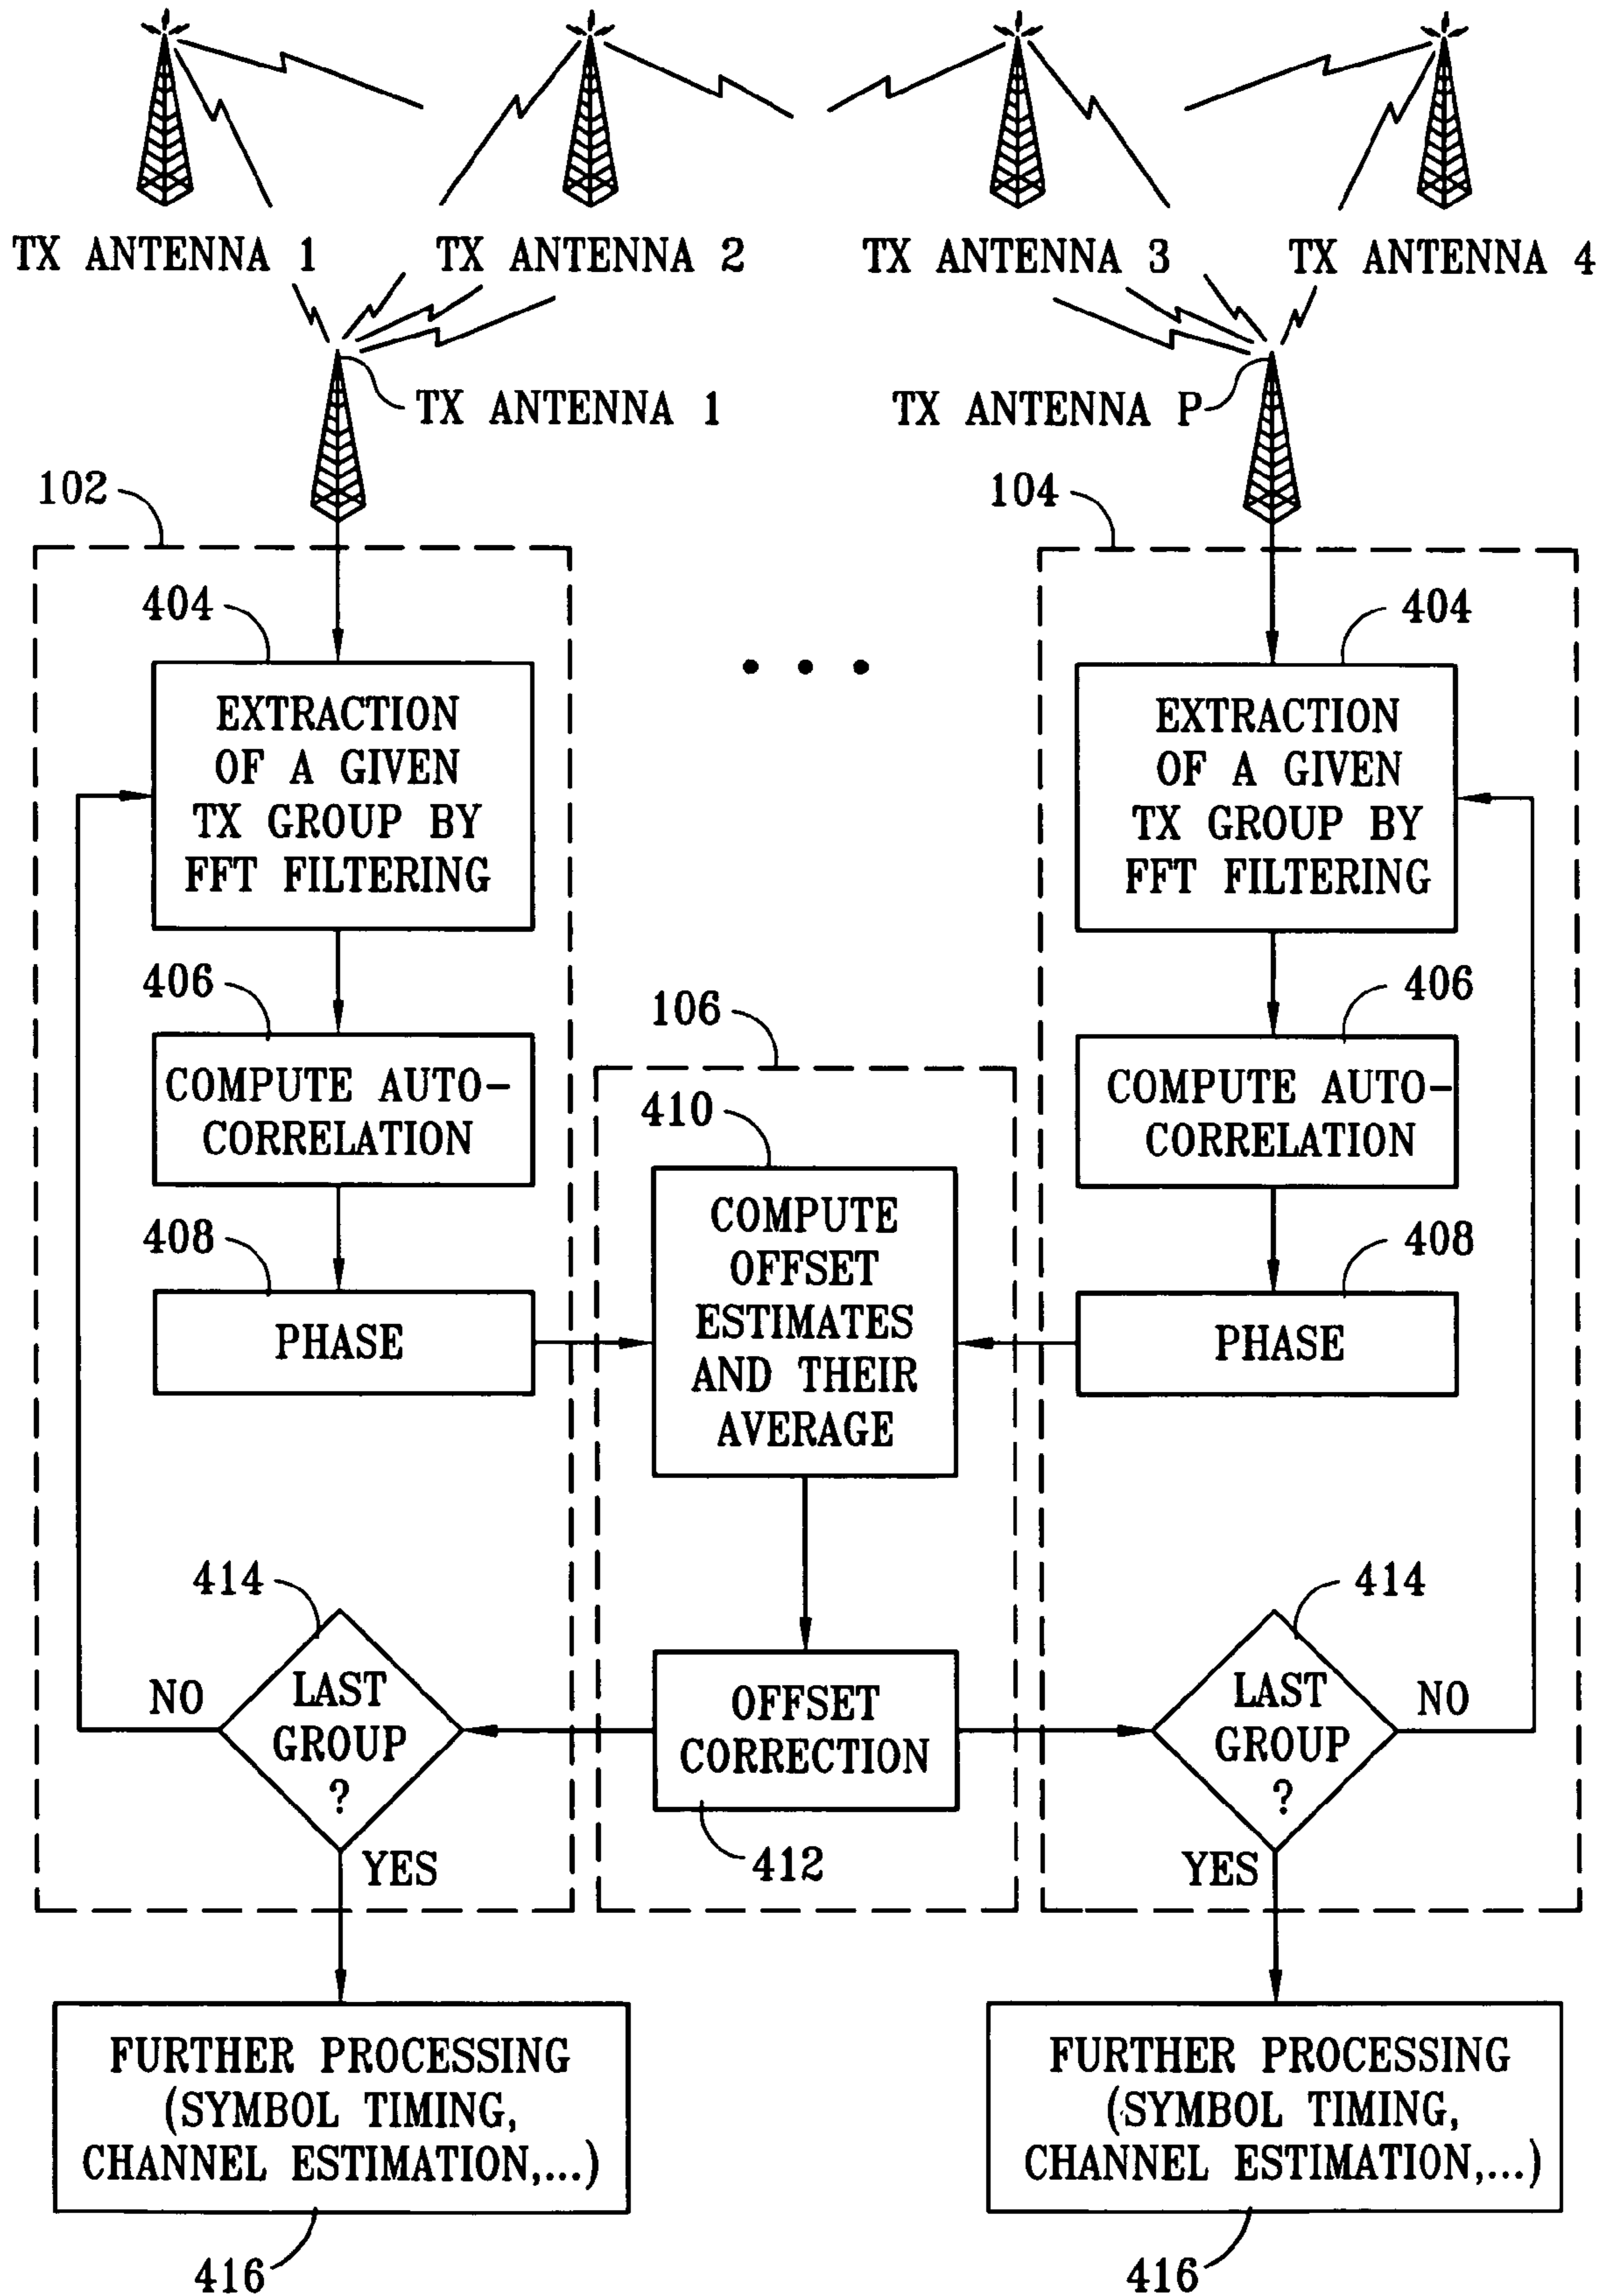 TX ANTENNA 1
TX ANTENNA 2
TX ANTENNA 3
TX ANTENNA 4
TX ANTENNA 1
TX ANTENNA P
102
104
404
EXTRACTION
OF A GIVEN
TX GROUP BY
FFT FILTERING
404
EXTRACTION
OF A GIVEN
TX GROUP BY
FFT FILTERING
406
COMPUTE AUTO-
CORRELATION
106
410
COMPUTE
OFFSET
ESTIMATES
AND THEIR
AVERAGE
406
COMPUTE AUTO-
CORRELATION
408
PHASE
408
PHASE
414
LAST
GROUP
?
NO
YES
OFFSET
CORRECTION
412
414
LAST
GROUP
?
NO
YES
FURTHER PROCESSING
(SYMBOL TIMING,
CHANNEL ESTIMATION,...)
416
FURTHER PROCESSING
(SYMBOL TIMING,
CHANNEL ESTIMATION,...)
416